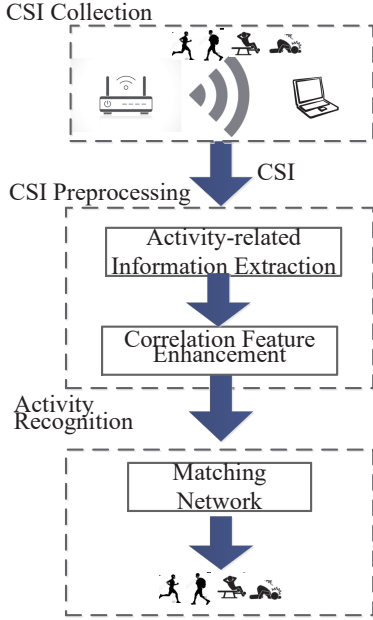 CSI Collection
CSI
CSI Preprocessing
Activity-related
Information Extraction
Correlation Feature
Enhancement
Activity
Recognition
Matching
Network